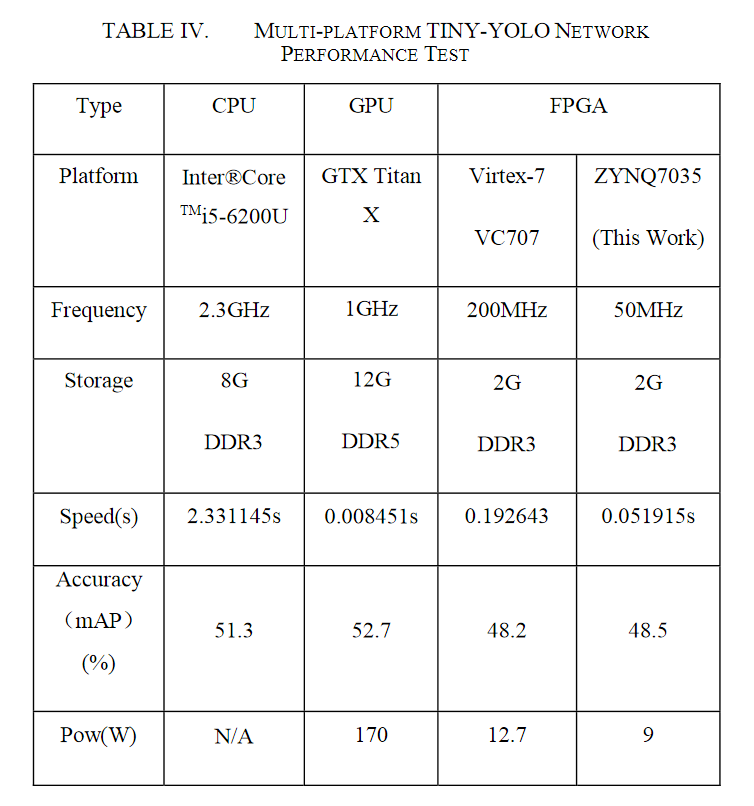 TABLE IV. MULTI-PLATFORM TINY-YOLO NETWORK
PERFORMANCE TEST
Type CPU GPU FPGA
Platform Inter®Core GTX Titan Virtex-7 ZYNQ7035
TMi5-6200U X VC707 (This Work)
Frequency 2.3GHz 1GHz 200MHz 50MHz
Storage 8G 12G 2G 2G
DDR3 DDR5 DDR3 DDR3
Speed(s) 2.331145s 0.008451s 0.192643 0.051915s
Accuracy
（mAP） 51.3 52.7 48.2 48.5
(%)
Pow(W) N/A 170 12.7 9